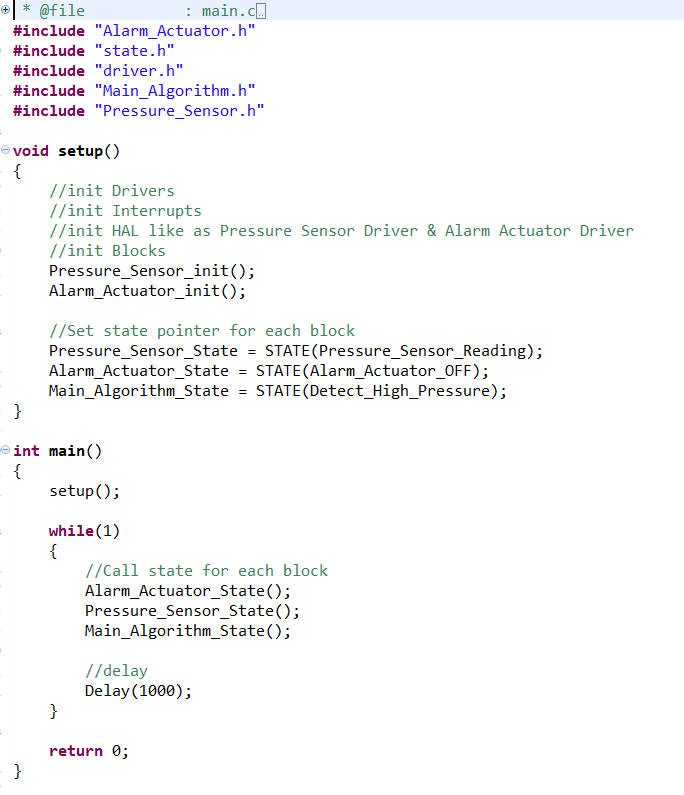 * @file           : main.c
#include "Alarm_Actuator.h"
#include "state.h"
#include "driver.h"
#include "Main_Algorithm.h"
#include "Pressure_Sensor.h"
void setup()
{
    //init Drivers
    //init Interrupts
    //init HAL like as Pressure Sensor Driver & Alarm Actuator Driver
    //init Blocks
    Pressure_Sensor_init();
    Alarm_Actuator_init();
    //Set state pointer for each block
    Pressure_Sensor_State = STATE(Pressure_Sensor_Reading);
    Alarm_Actuator_State = STATE(Alarm_Actuator_OFF);
    Main_Algorithm_State = STATE(Detect_High_Pressure);
}
int main()
{
    setup();
    while(1)
    {
        //Call state for each block
        Alarm_Actuator_State();
        Pressure_Sensor_State();
        Main_Algorithm_State();
        //delay
        Delay(1000);
    }
    return 0;
}